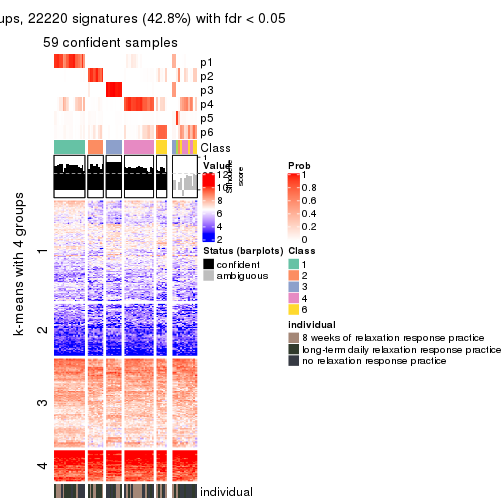 ups, 22220 signatures (42.8%) with fdr < 0.05
59 confident samples
p1
p2
p3
p4
p5
p6
Class
1
Silhouette
score
Value
12
10
8
6
4
2
Prob
1
0.8
0.6
0.4
0.2
0
Status (barplots)
confident
ambiguous
Class
1
2
3
4
6
individual
8 weeks of relaxation response practice
long-term daily relaxation response practice
no relaxation response practice
k-means with 4 groups
1
2
3
4
individual